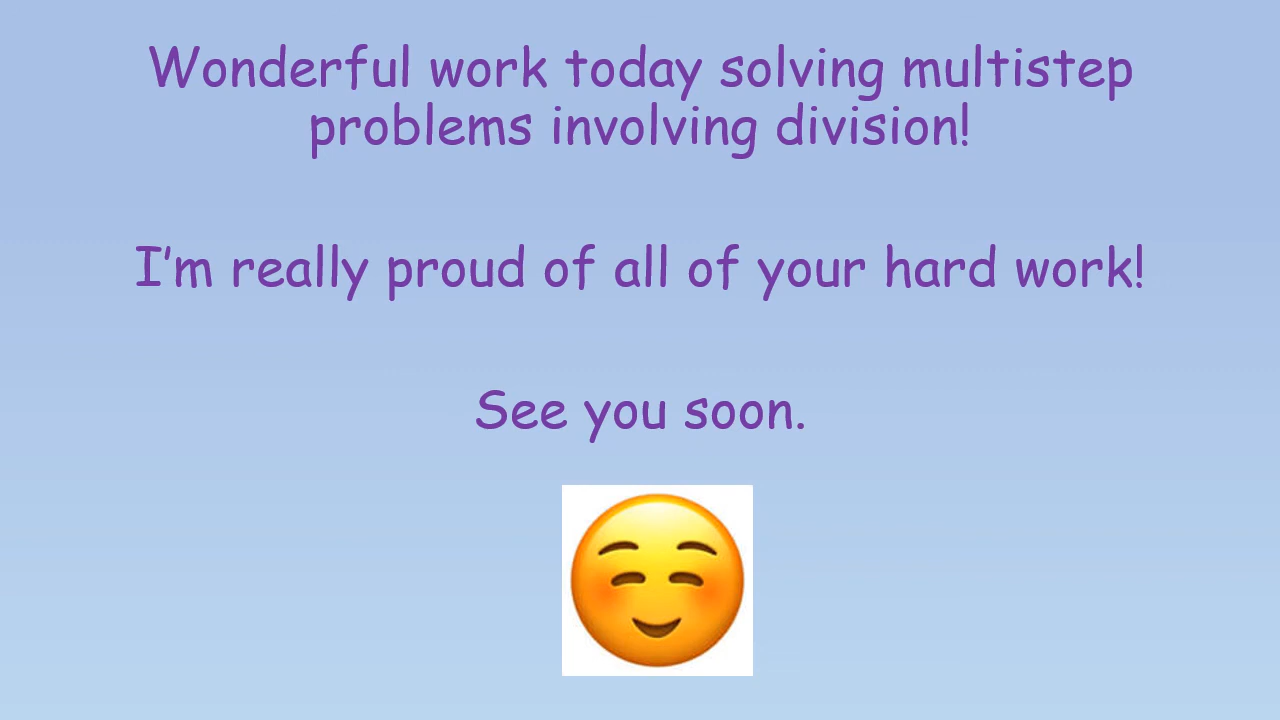 Wonderful work today solving multistep
problems involving division!
I’m really proud of all of your hard work!
See you soon.